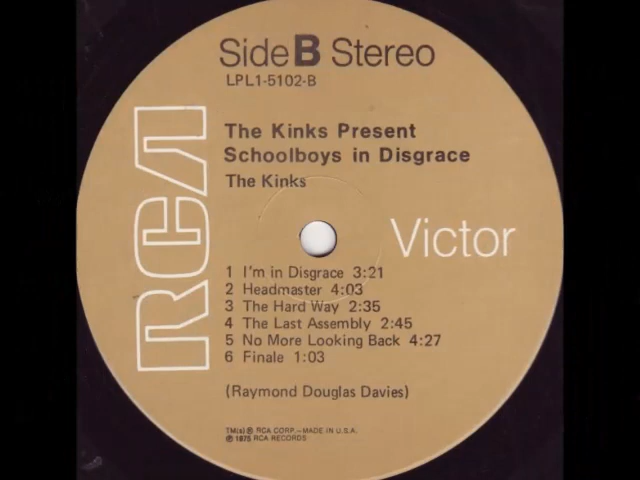 Side B Stereo
LPL1-5102-B
The Kinks Present
Schoolboys in Disgrace
The Kinks
RCA
Victor
1 I'm in Disgrace 3:21
2 Headmaster 4:03
3 The Hard Way 2:35
4 The Last Assembly 2:45
5 No More Looking Back 4:27
6 Finale 1:03
(Raymond Douglas Davies)
TM(s) ® RCA CORP.—MADE IN U.S.A.
℗ 1975 RCA RECORDS